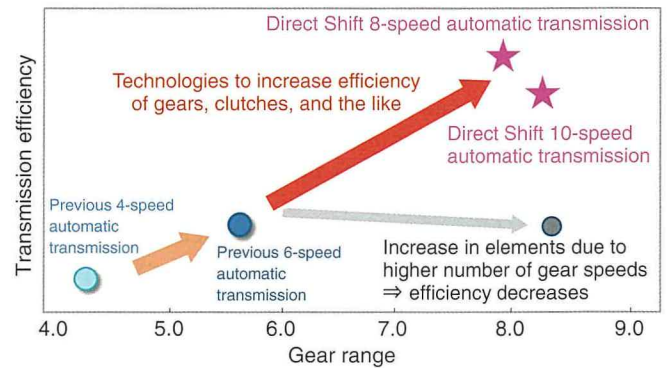 Direct Shift 8-speed automatic transmission
Technologies to increase efficiency
of gears, clutches, and the like
Direct Shift 10-speed
automatic transmission
Previous 4-speed
automatic
transmission
Previous 6-speed
automatic
transmission
Increase in elements due to
higher number of gear speeds
⇒ efficiency decreases
Transmission efficiency
4.0 5.0 6.0 7.0 8.0 9.0
Gear range